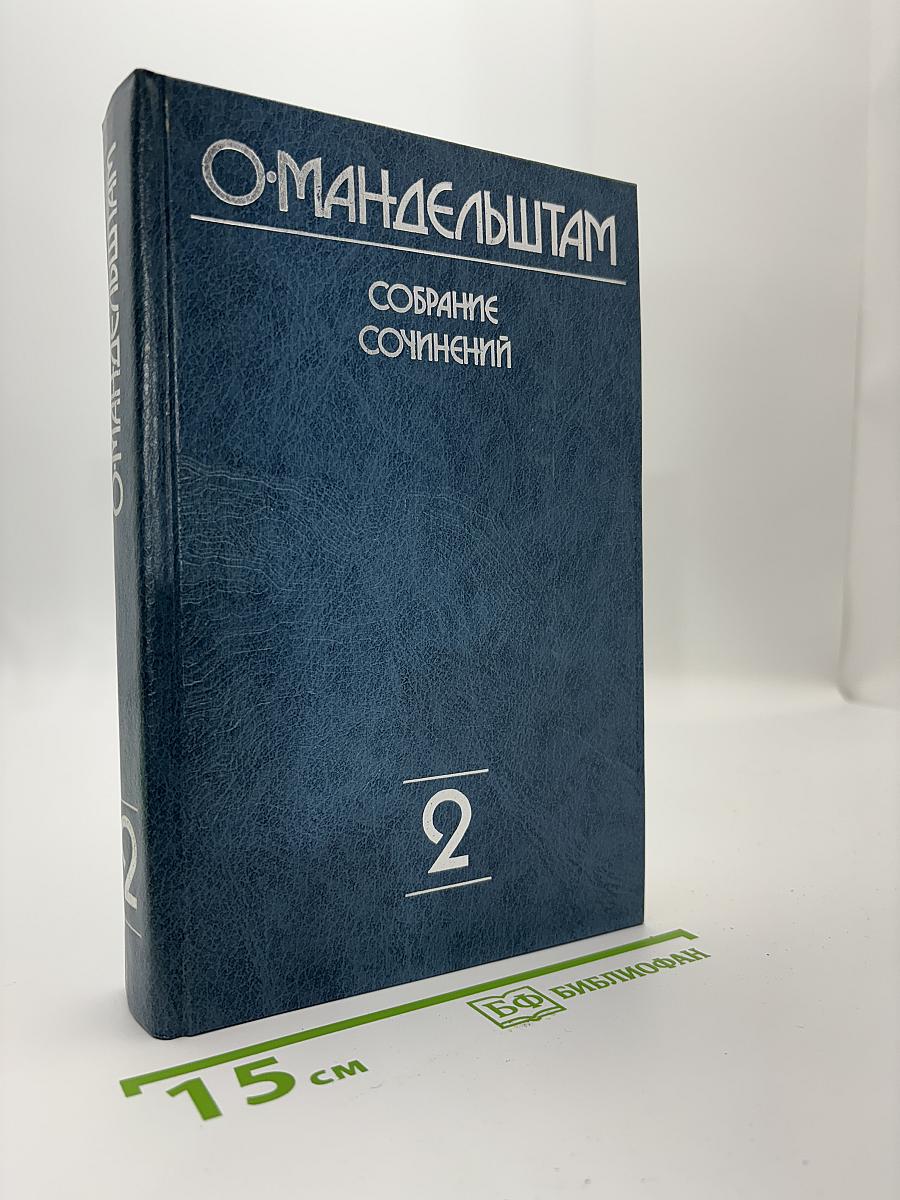 О·МАНДЕЛЬШТАМ
СОБРАНИЕ
СОЧИНЕНИЙ
2
О·МАНДЕЛЬШТАМ
2
БФ БИБЛИОФАН
15 см